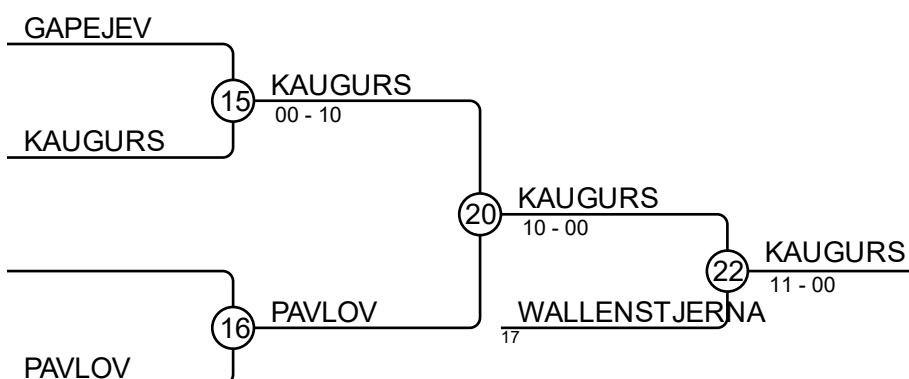 GAPEJEV
15
KAUGURS
00 - 10
KAUGURS
20
KAUGURS
10 - 00
22
KAUGURS
11 - 00
16
PAVLOV
WALLENSTJERNA
17
PAVLOV